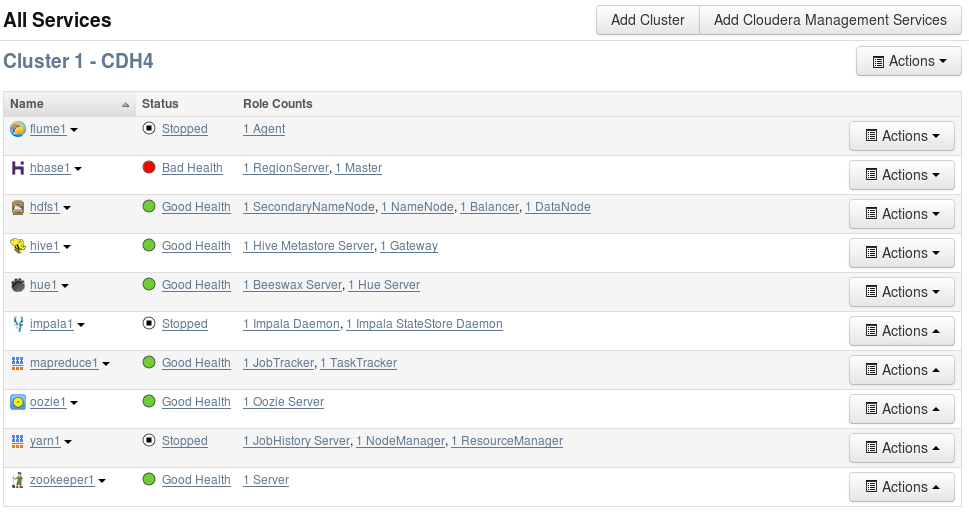 All Services
Add Cluster Add Cloudera Management Services
Cluster 1 - CDH4
Actions
Name Status Role Counts
flume1 Stopped 1 Agent Actions
hbase1 Bad Health 1 RegionServer, 1 Master Actions
hdfs1 Good Health 1 SecondaryNameNode, 1 NameNode, 1 Balancer, 1 DataNode Actions
hive1 Good Health 1 Hive Metastore Server, 1 Gateway Actions
hue1 Good Health 1 Beeswax Server, 1 Hue Server Actions
impala1 Stopped 1 Impala Daemon, 1 Impala StateStore Daemon Actions
mapreduce1 Good Health 1 JobTracker, 1 TaskTracker Actions
oozie1 Good Health 1 Oozie Server Actions
yarn1 Stopped 1 JobHistory Server, 1 NodeManager, 1 ResourceManager Actions
zookeeper1 Good Health 1 Server Actions